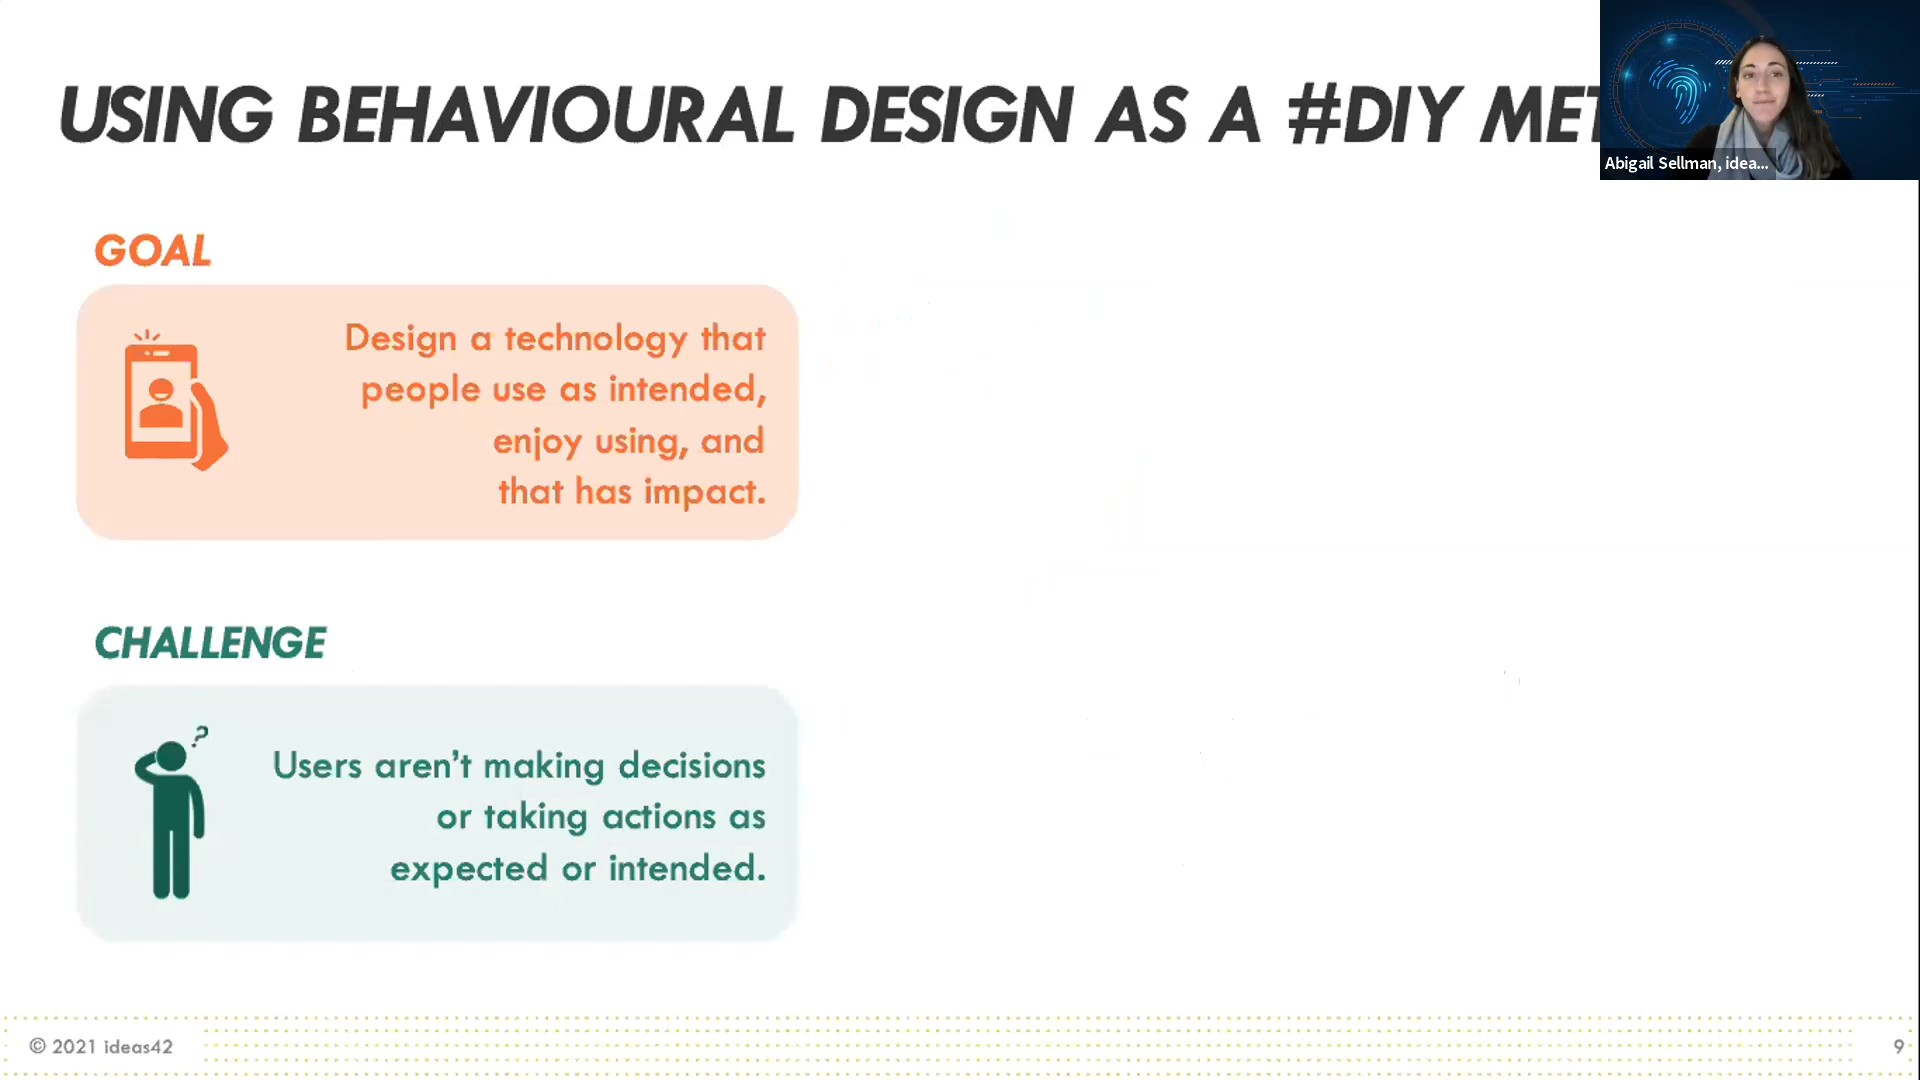 USING BEHAVIOURAL DESIGN AS A #DIY MET
Abigail Sellman, idea...
GOAL
Design a technology that
people use as intended,
enjoy using, and
that has impact.
CHALLENGE
?
Users aren't making decisions
or taking actions as
expected or intended.
© 2021 ideas42
9